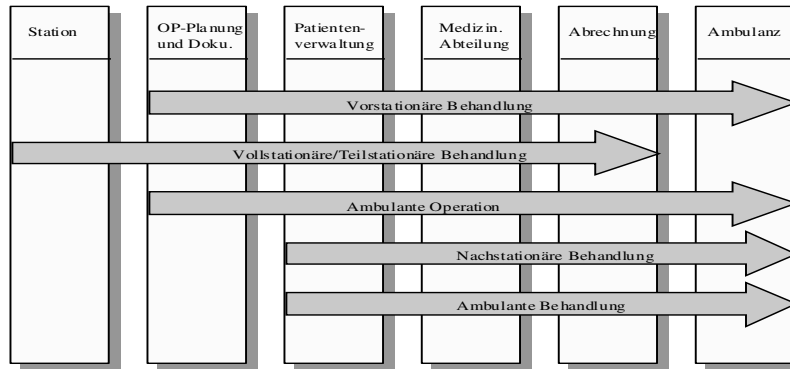 Station
OP-Planung
und Doku.
Patienten-
verwaltung
Medizin.
Abteilung
Abrechnung
Ambulanz
Vorstationäre Behandlung
Vollstationäre/Teilstationäre Behandlung
Ambulante Operation
Nachstationäre Behandlung
Ambulante Behandlung